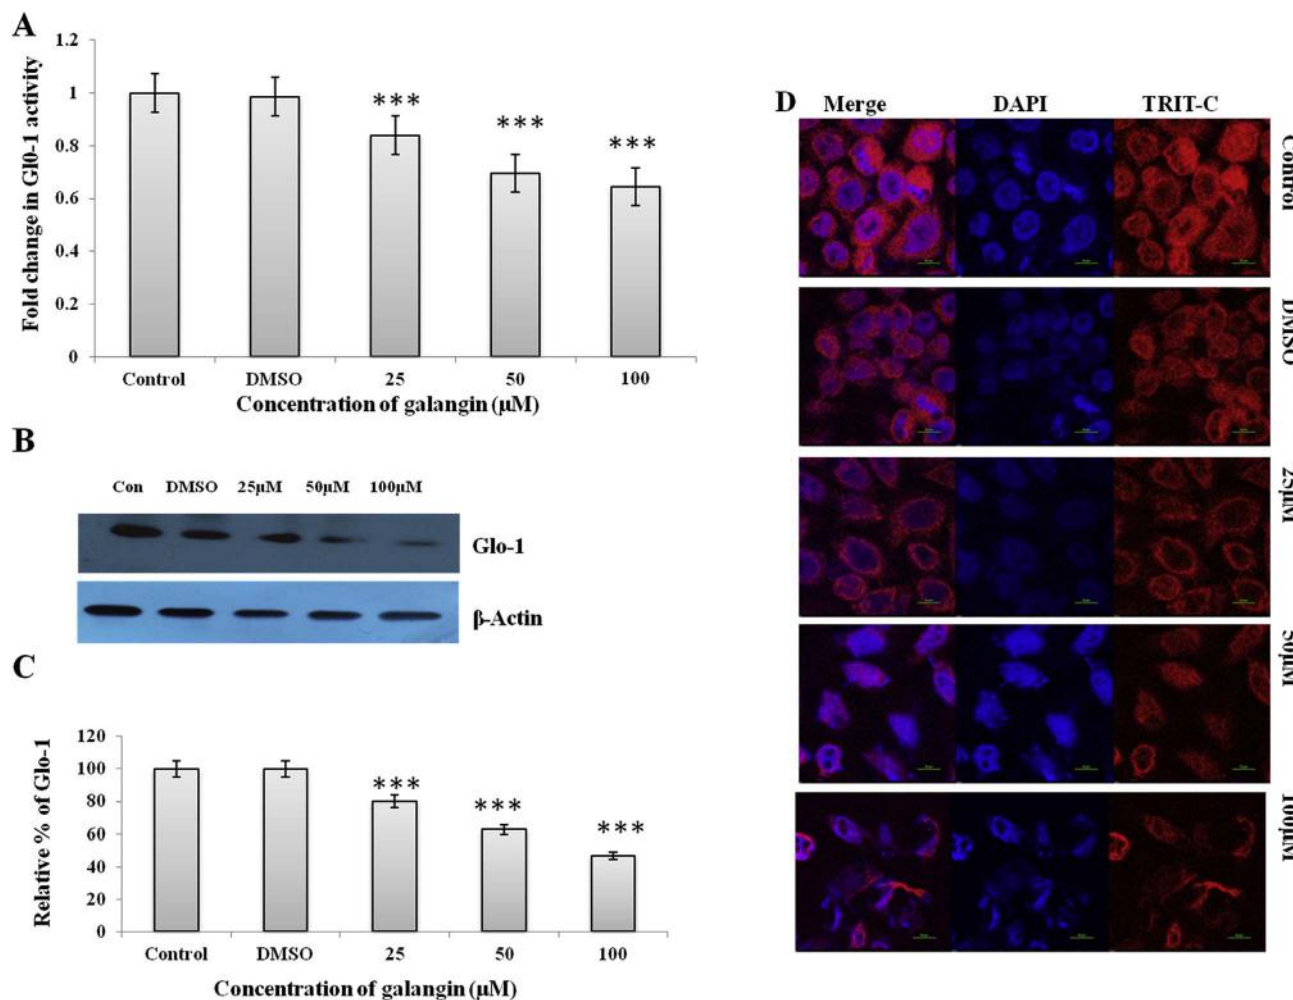 A
1.2
1
0.8
0.6
0.4
0.2
0
Fold change in Gl0-1 activity
***
***
***
Control DMSO 25 50 100
Concentration of galangin (μM)
B
Con DMSO 25μM 50μM 100μM
Glo-1
β-Actin
C
120
100
80
60
40
20
0
Relative % of Glo-1
***
***
***
Control DMSO 25 50 100
Concentration of galangin (μM)
D
Merge DAPI TRIT-C
Control
DMSO
25μM
50μM
100μM